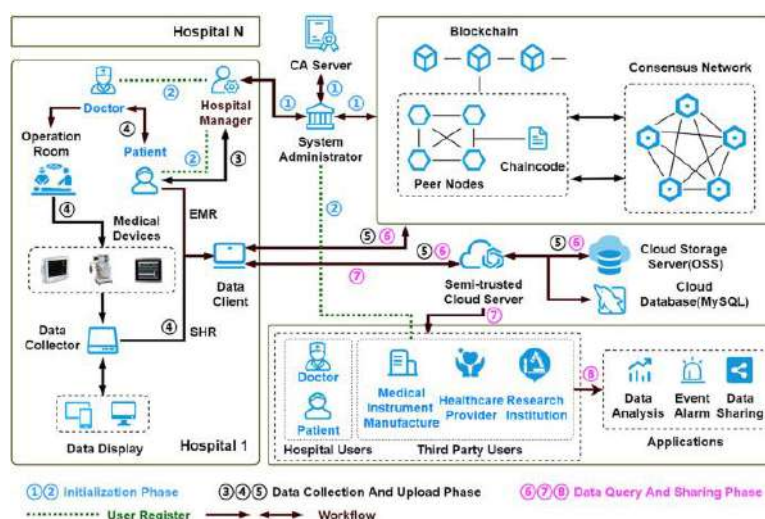 Hospital N
CA Server
Blockchain
Consensus Network
②
①
①
①
Doctor
Hospital
Manager
System
Administrator
Peer Nodes
Chaincode
④
Operation
Room
Patient
②
③
④
Medical
Devices
EMR
②
⑤⑥
⑤⑥
⑤⑥
⑦
Data
Client
Semi-trusted
Cloud Server
Cloud Storage
Server(OSS)
Cloud
Database(MySQL)
Data
Collector
④
SHR
⑦
Doctor
Patient
Medical
Instrument
Manufacture
Healthcare
Provider
Research
Institution
⑧
Data
Analysis
Event
Alarm
Data
Sharing
Data Display
Hospital 1
Hospital Users
Third Party Users
Applications
①② Initialization Phase
③④⑤ Data Collection And Upload Phase
⑥⑦⑧ Data Query And Sharing Phase
User Register
Workflow